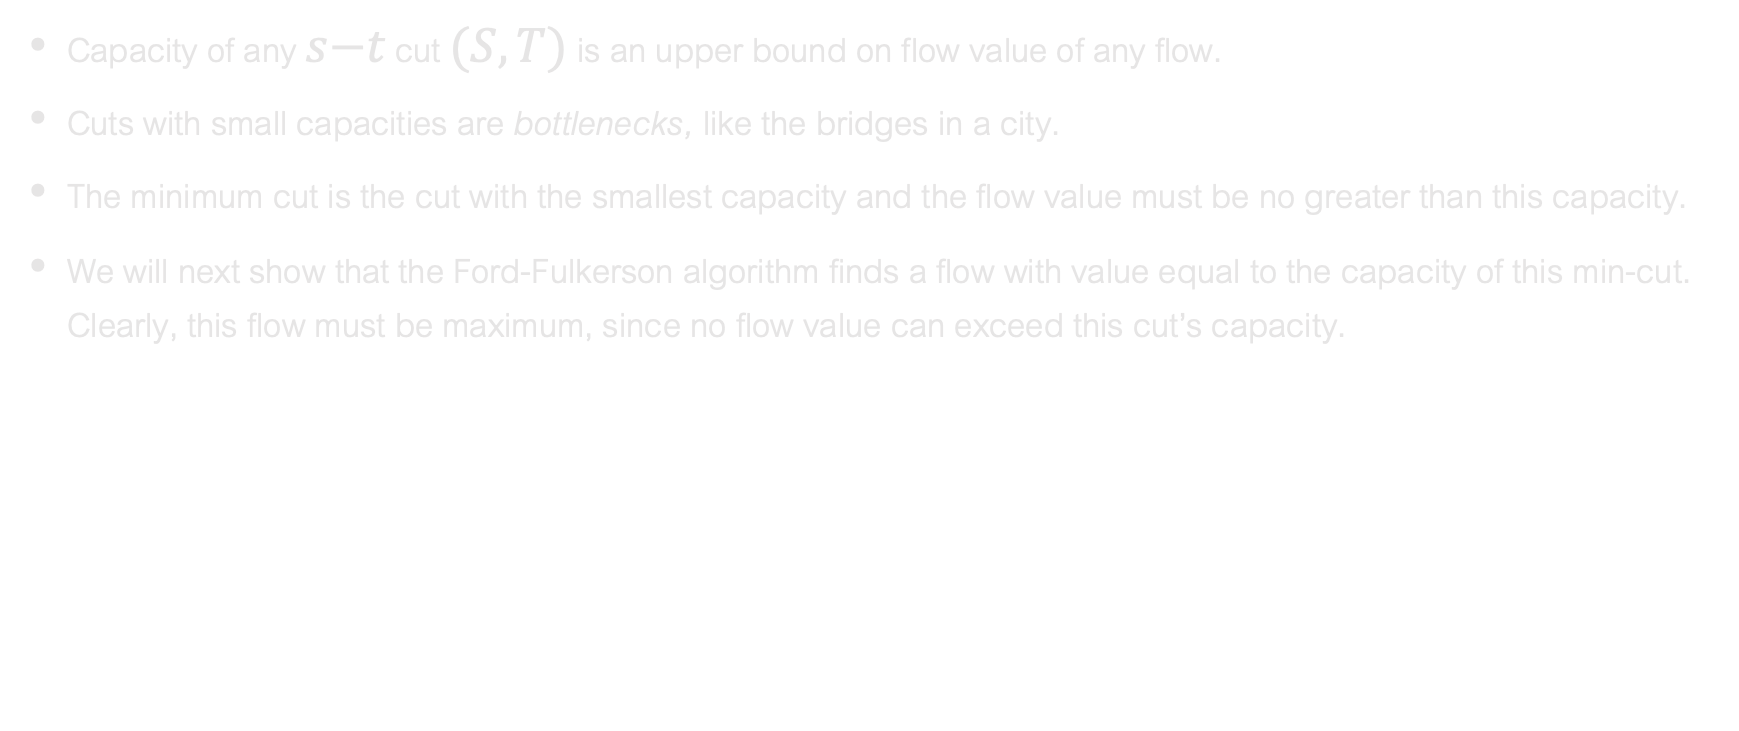 • Capacity of any s−t cut (S, T) is an upper bound on flow value of any flow.
• Cuts with small capacities are bottlenecks, like the bridges in a city.
• The minimum cut is the cut with the smallest capacity and the flow value must be no greater than this capacity.
• We will next show that the Ford-Fulkerson algorithm finds a flow with value equal to the capacity of this min-cut.
Clearly, this flow must be maximum, since no flow value can exceed this cut’s capacity.